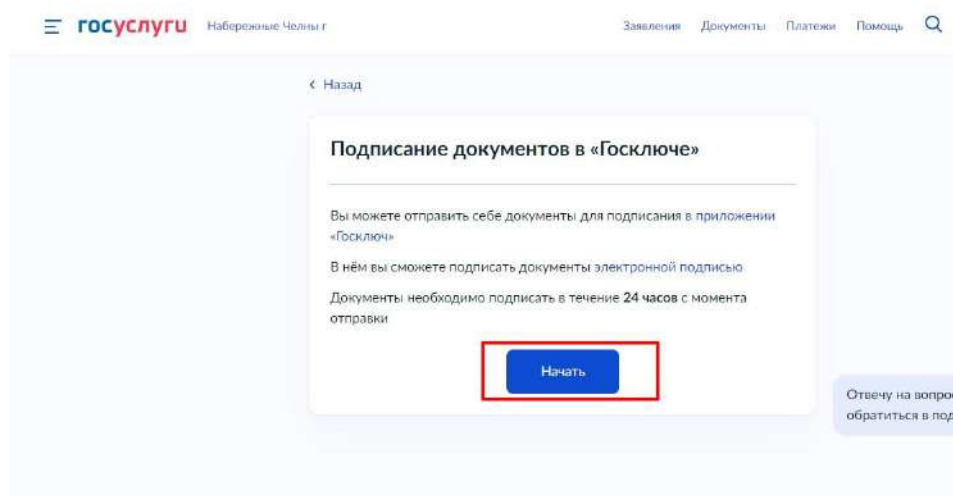 госуслуги Набережные Челны г Заявления Документы Платежи Помощь
Назад
Подписание документов в «Госключе»
Вы можете отправить себе документы для подписания в приложении
«Госключ»
В нём вы сможете подписать документы электронной подписью
Документы необходимо подписать в течение 24 часов с момента
отправки
Начать
Отвечу на
обратиться в